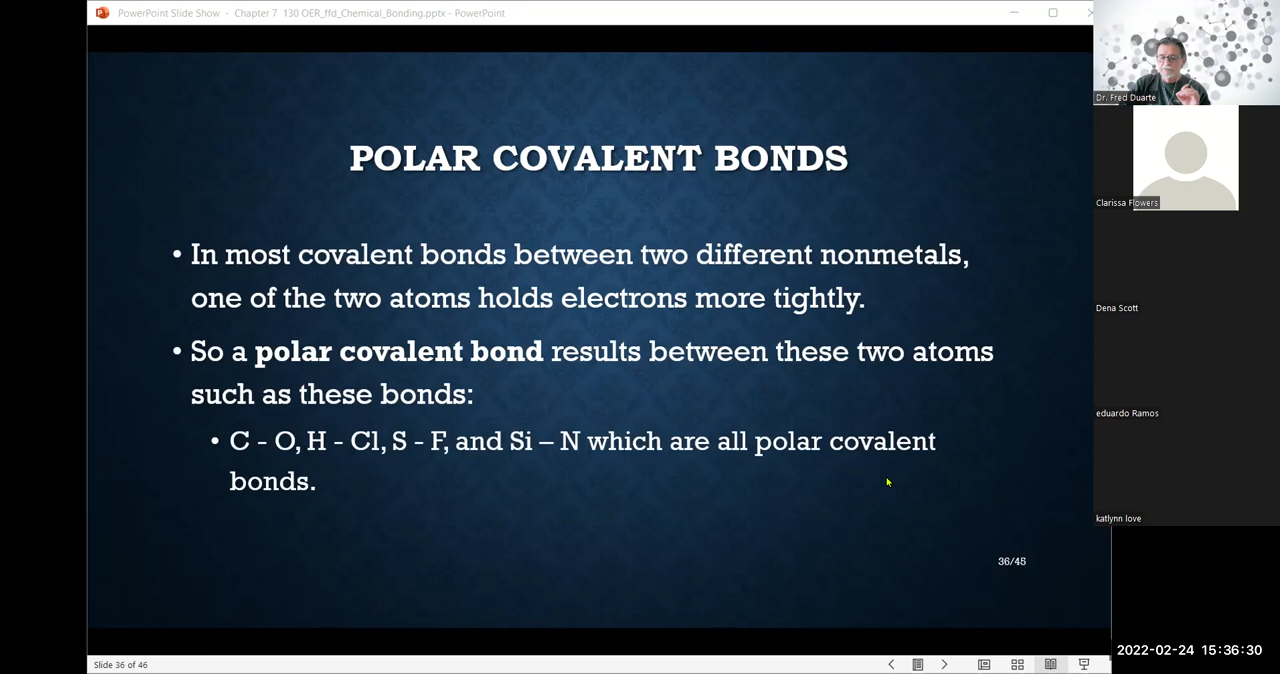 PowerPoint Slide Show - Chapter 7 130 OER_ffd_Chemical_Bonding.pptx - PowerPoint
Dr. Fred Duarte
POLAR COVALENT BONDS
Clarissa Flowers
• In most covalent bonds between two different nonmetals,
one of the two atoms holds electrons more tightly.
Dena Scott
• So a polar covalent bond results between these two atoms
such as these bonds:
eduardo Ramos
• C - O, H - Cl, S - F, and Si – N which are all polar covalent
bonds.
katlynn love
36/45
2022-02-24 15:36:30
Slide 36 of 46